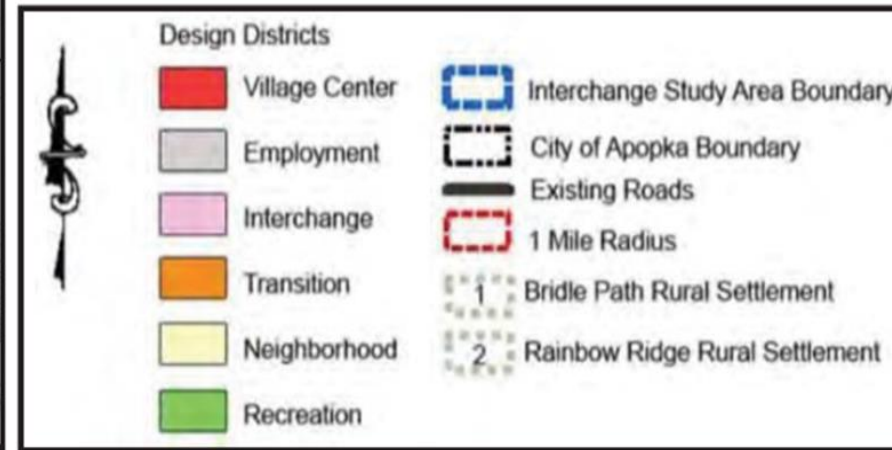 Design Districts
Village Center
Employment
Interchange
Transition
Neighborhood
Recreation
Interchange Study Area Boundary
City of Apopka Boundary
Existing Roads
1 Mile Radius
1 Bridle Path Rural Settlement
2 Rainbow Ridge Rural Settlement